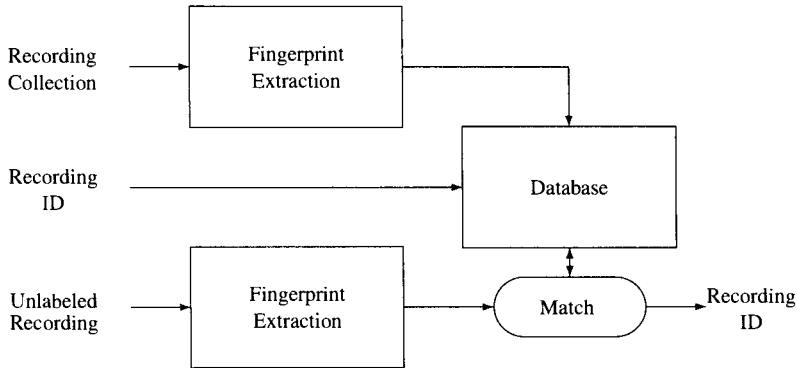 Recording
Collection
Fingerprint
Extraction
Recording
ID
Database
Unlabeled
Recording
Fingerprint
Extraction
Match
Recording
ID